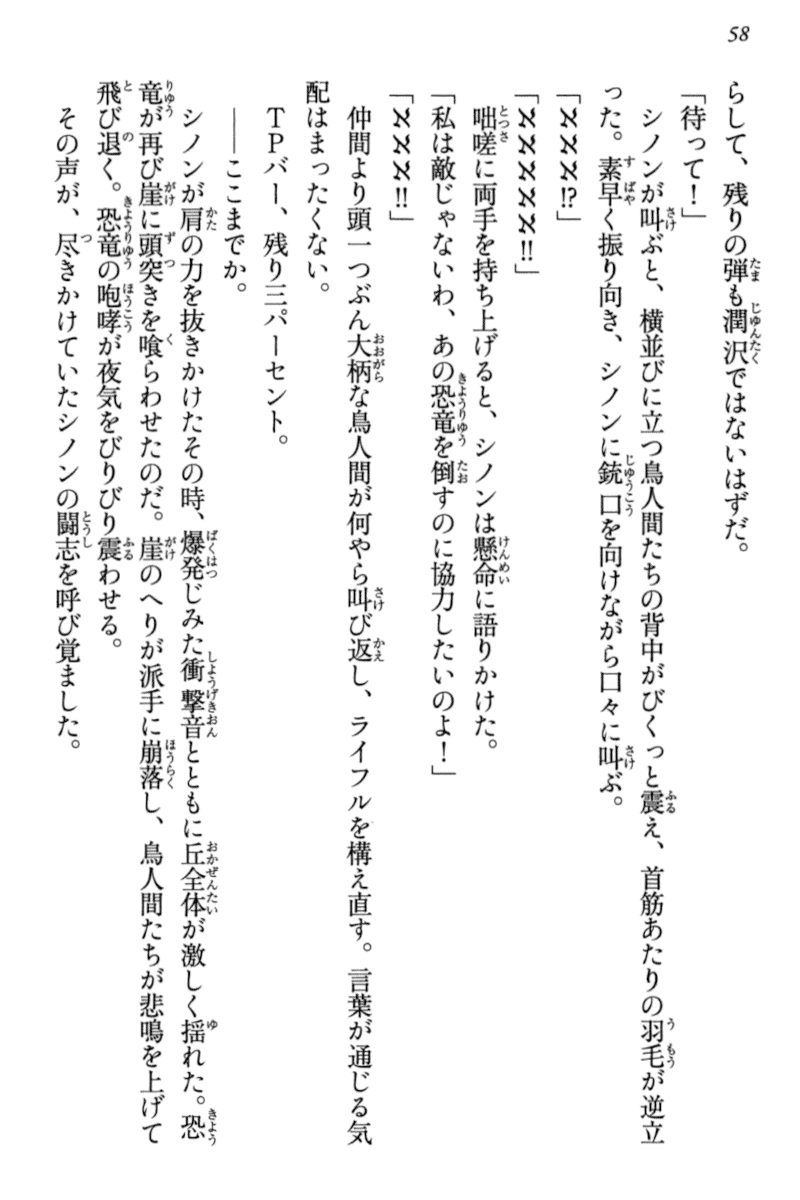 58
らして、残りの弾も潤沢ではないはずだ。
「待って！」
シノンが叫ぶと、横並びに立つ鳥人間たちの背中がびくっと震え、首筋あたりの羽毛が逆立
った。素早く振り向き、シノンに銃口を向けながら口々に叫ぶ。
「ℵℵℵ!?」
「ℵℵℵℵℵ!!」
咄嗟に両手を持ち上げると、シノンは懸命に語りかけた。
「私は敵じゃないわ、あの恐竜を倒すのに協力したいのよ！」
「ℵℵℵ!!」
仲間より頭一つぶん大柄な鳥人間が何やら叫び返し、ライフルを構え直す。言葉が通じる気
配はまったくない。
ＴＰバー、残り三パーセント。
――ここまでか。
シノンが肩の力を抜きかけたその時、爆発じみた衝撃音とともに丘全体が激しく揺れた。恐
竜が再び崖に頭突きを喰らわせたのだ。崖のへりが派手に崩落し、鳥人間たちが悲鳴を上げて
飛び退く。恐竜の咆哮が夜気をびりびり震わせる。
その声が、尽きかけていたシノンの闘志を呼び覚ました。